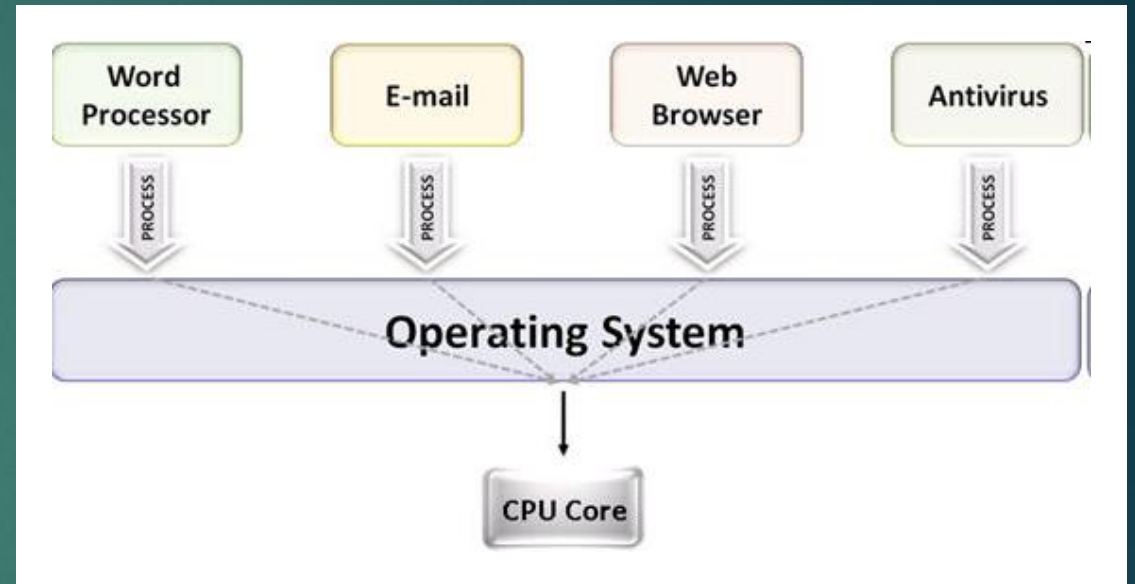 Word
Processor
E-mail
Web
Browser
Antivirus
PROCESS
PROCESS
PROCESS
PROCESS
Operating System
CPU Core